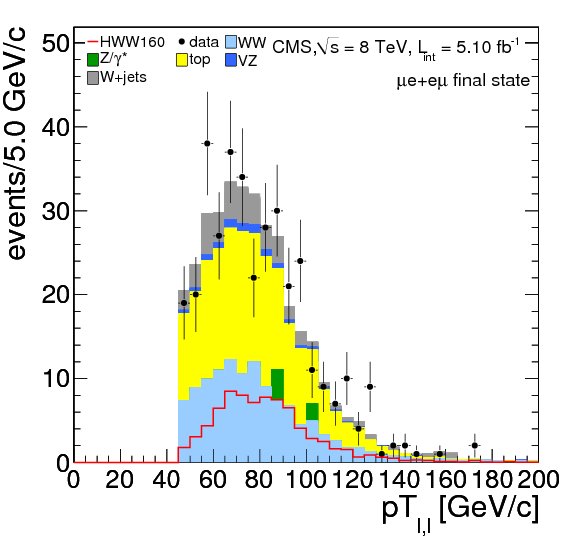 50
HWW160 data WW CMS,√s = 8 TeV, L_int = 5.10 fb⁻¹
Z/γ* top VZ
W+jets
μe+eμ final state
events/5.0 GeV/c
40
30
20
10
0
0 20 40 60 80 100 120 140 160 180 200
pT_l,l [GeV/c]